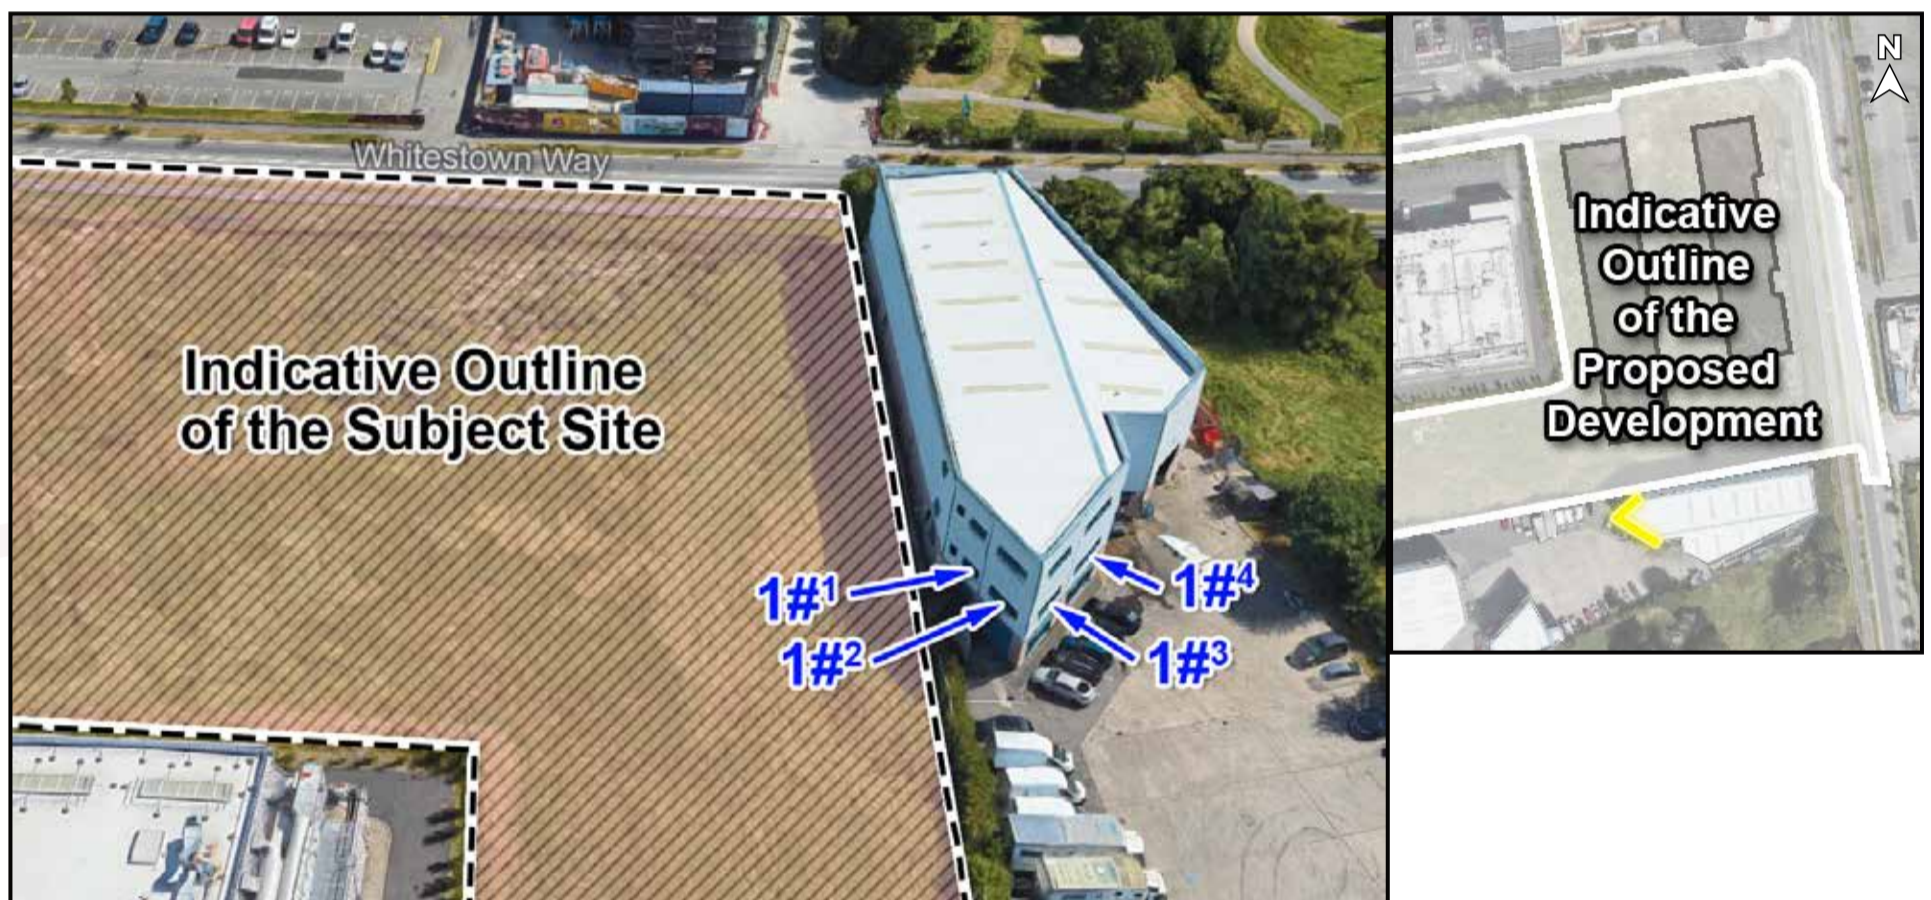 Whitestown Way
Indicative Outline
of the Subject Site
1#1
1#2
1#4
1#3
N
Indicative
Outline
of the
Proposed
Development